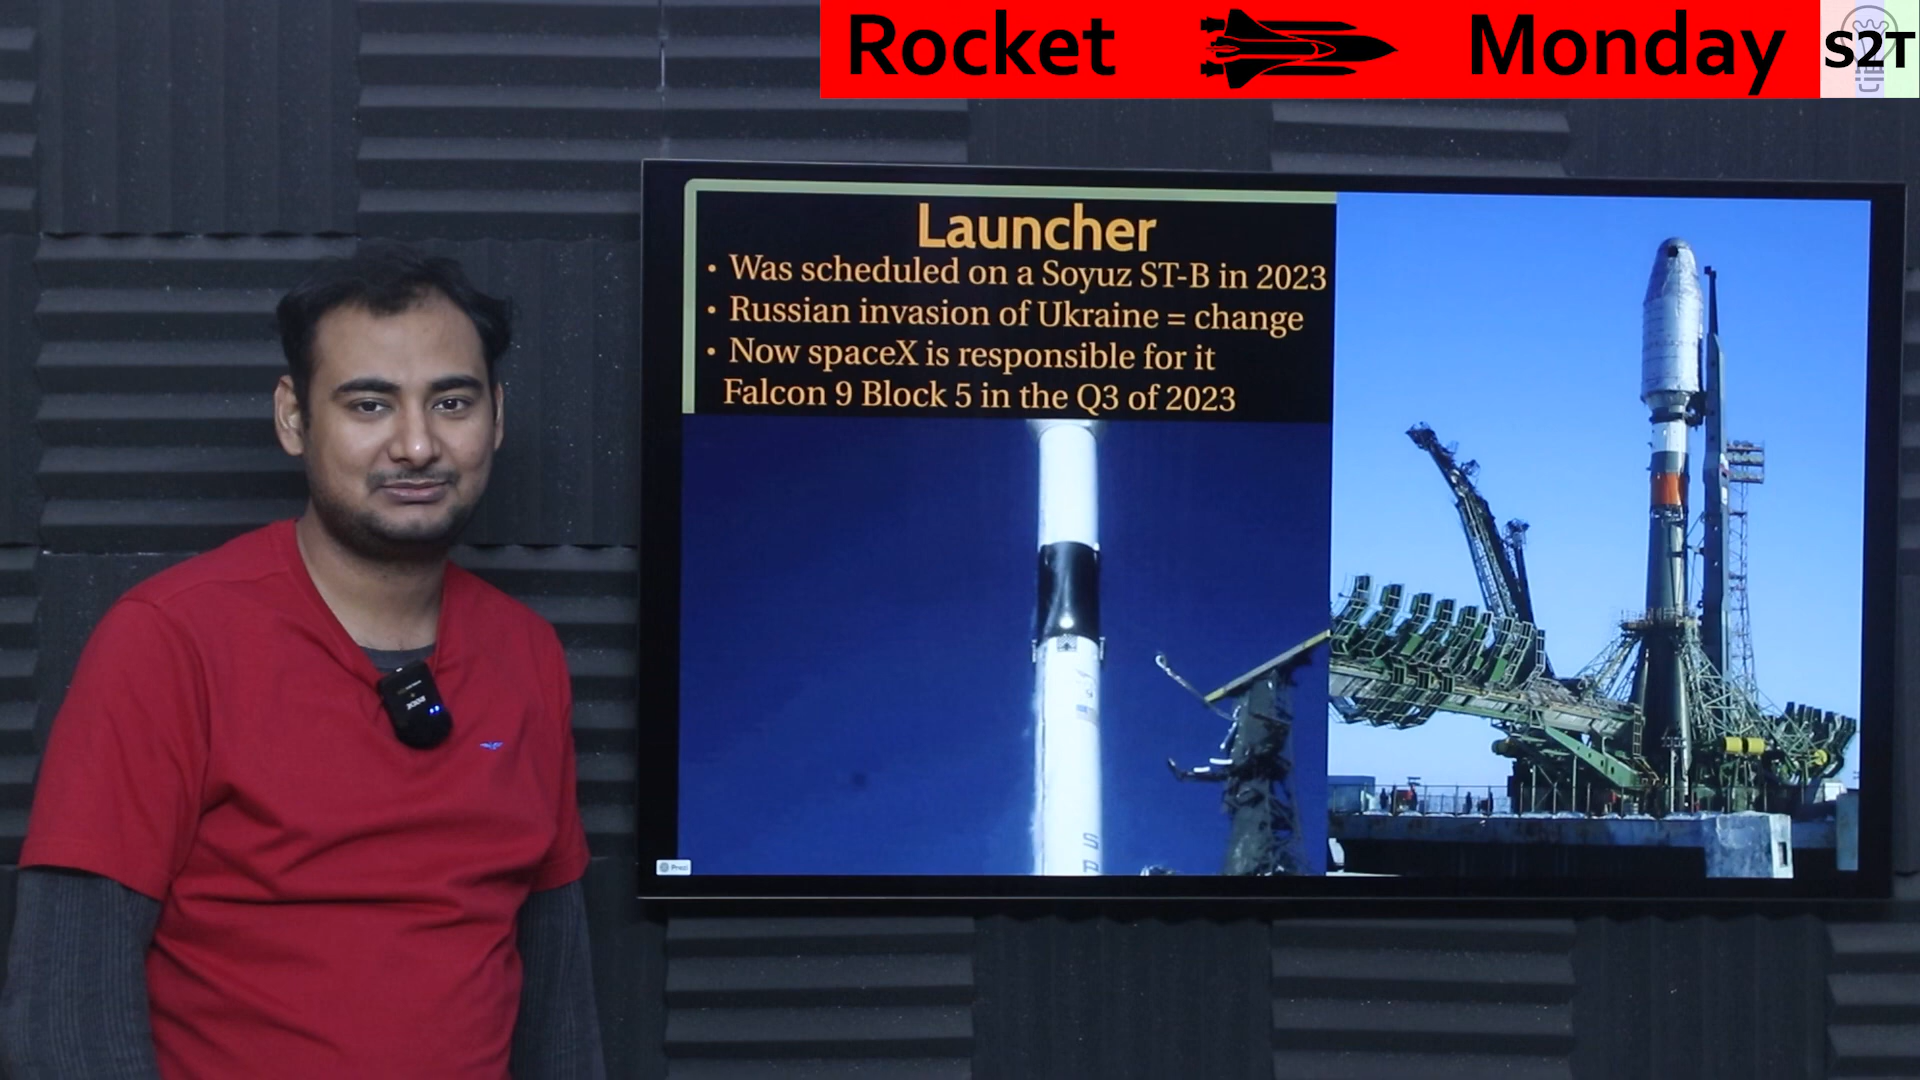 Rocket Monday
S2T
Launcher
• Was scheduled on a Soyuz ST-B in 2023
• Russian invasion of Ukraine = change
• Now spaceX is responsible for it
Falcon 9 Block 5 in the Q3 of 2023
S P
Prezi